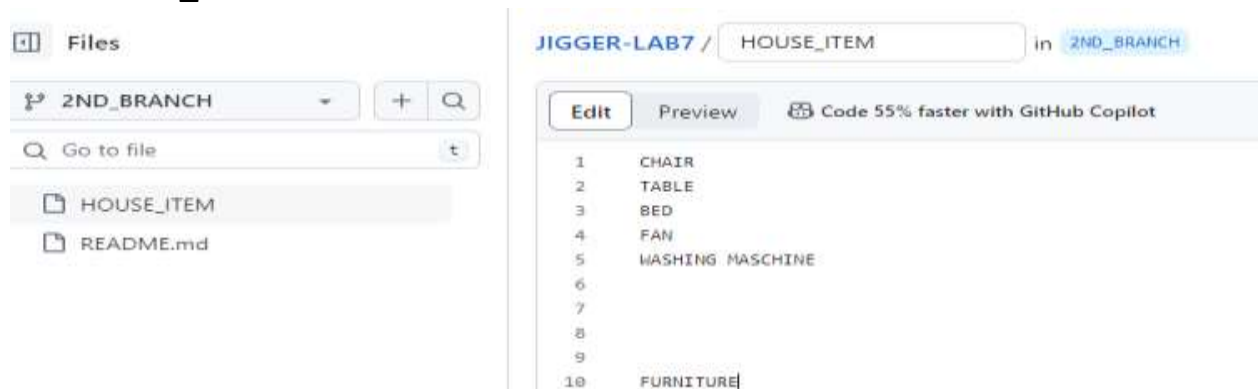 Files
2ND_BRANCH
Go to file
t
HOUSE_ITEM
README.md
JIGGER-LAB7 / HOUSE_ITEM in 2ND_BRANCH
Edit Preview Code 55% faster with GitHub Copilot
1 CHAIR
2 TABLE
3 BED
4 FAN
5 WASHING MASCHINE
6
7
8
9
10 FURNITURE